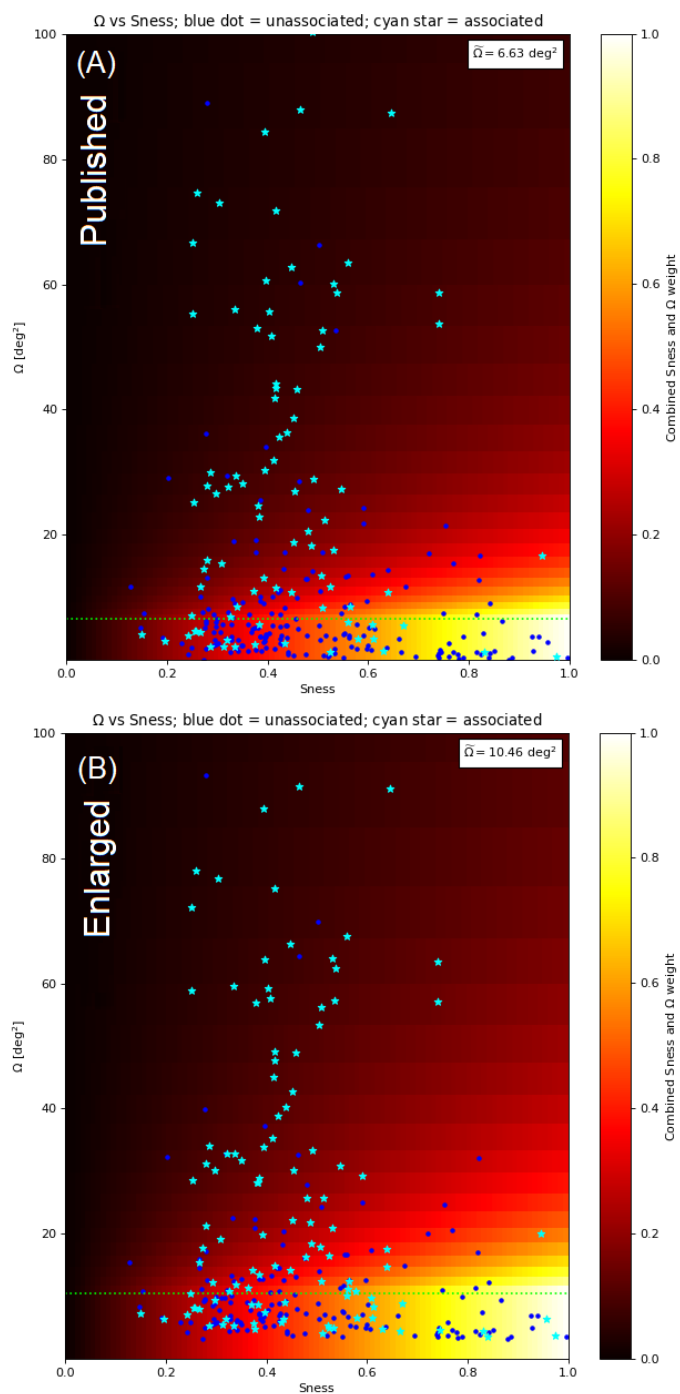 Ω vs Sness; blue dot = unassociated; cyan star = associated
(A)
Published
Ω̃ = 6.63 deg²
100
80
60
40
20
Ω [deg²]
0.0 0.2 0.4 0.6 0.8 1.0
Sness
1.0
0.8
0.6
0.4
0.2
0.0
Combined Sness and Ω weight
Ω vs Sness; blue dot = unassociated; cyan star = associated
(B)
Enlarged
Ω̃ = 10.46 deg²
100
80
60
40
20
Ω [deg²]
0.0 0.2 0.4 0.6 0.8 1.0
Sness
1.0
0.8
0.6
0.4
0.2
0.0
Combined Sness and Ω weight